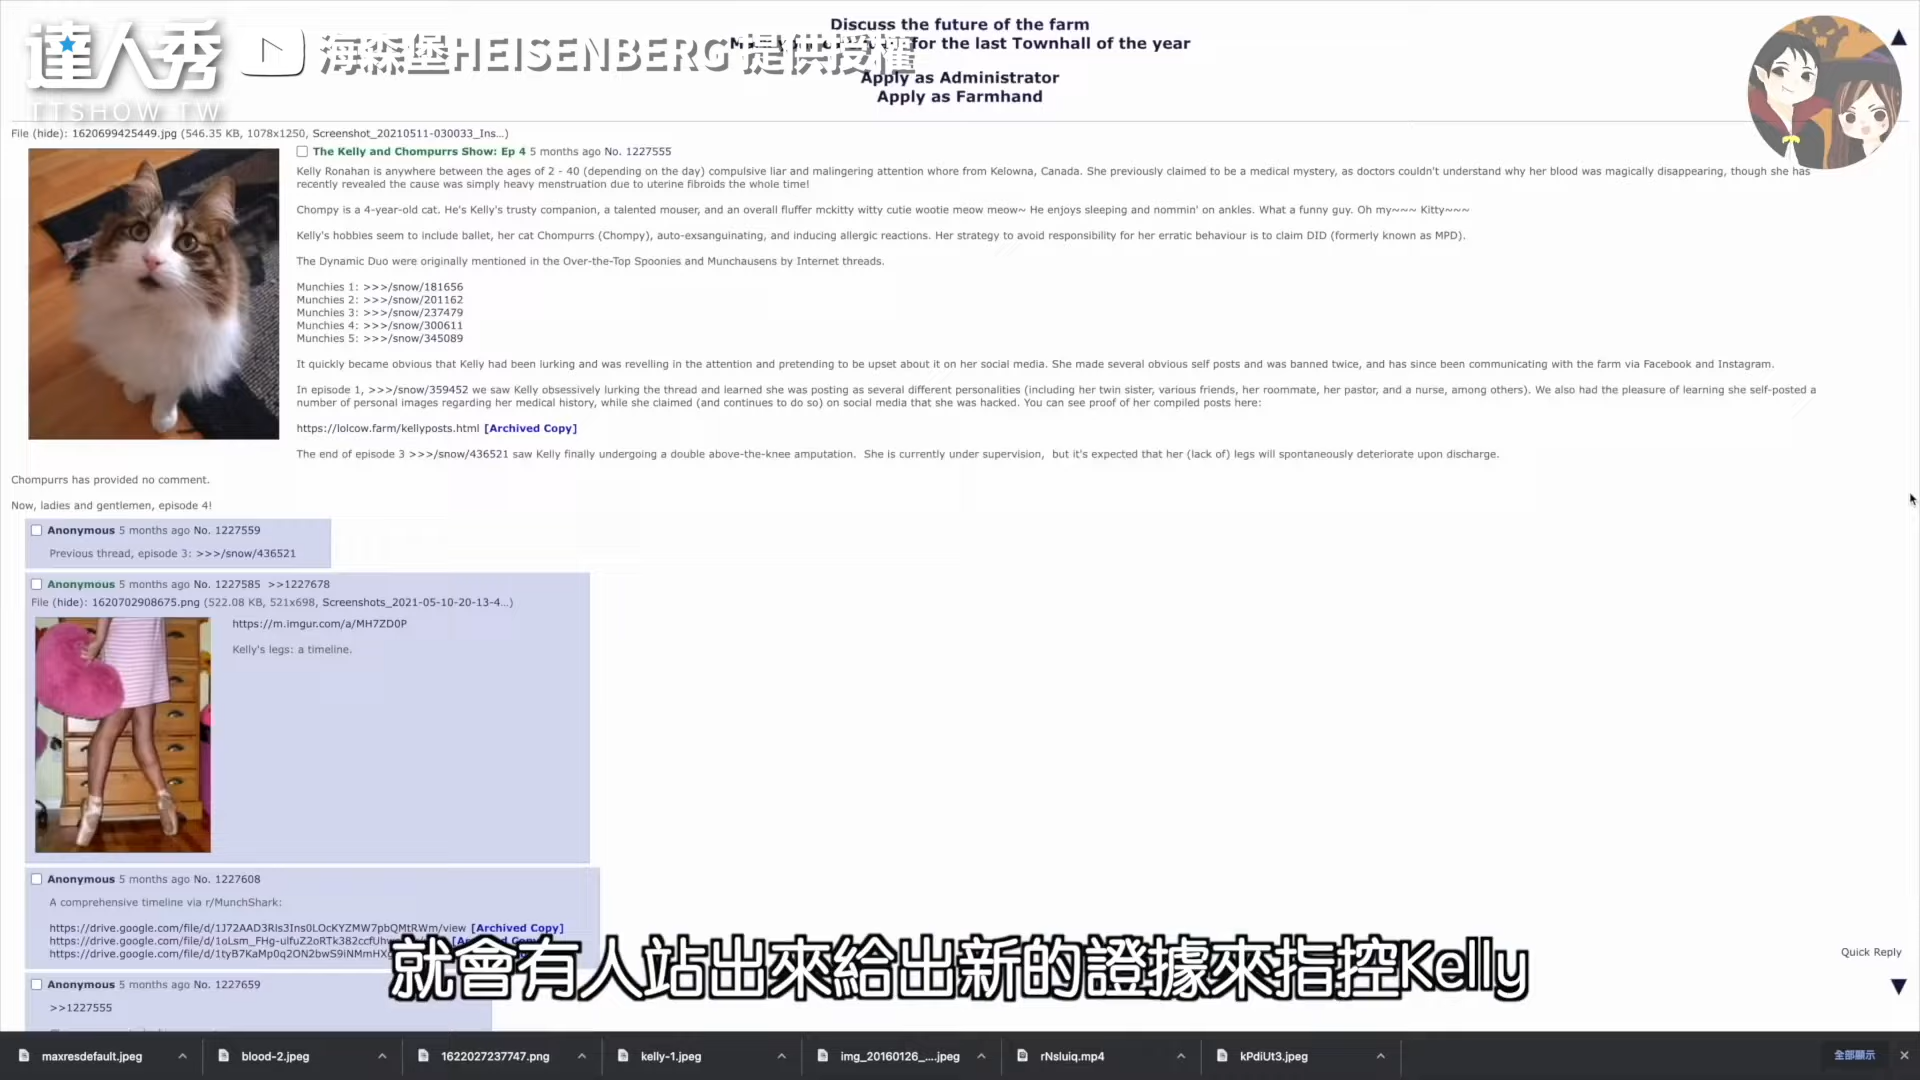 Discuss the future of the farm
for the last Townhall of the year
Apply as Administrator
Apply as Farmhand
達人秀
TTSHOW TW
海森堡HEISENBERG 提供授權
File (hide): 1620699425449.jpg (546.35 KB, 1078x1250, Screenshot_20210511-030033_Ins…)
The Kelly and Chompurrs Show: Ep 4 5 months ago No. 1227555
Kelly Ronahan is anywhere between the ages of 2 - 40 (depending on the day) compulsive liar and malingering attention whore from Kelowna, Canada. She previously claimed to be a medical mystery, as doctors couldn't understand why her blood was magically disappearing, though she has
recently revealed the cause was simply heavy menstruation due to uterine fibroids the whole time!
Chompy is a 4-year-old cat. He's Kelly's trusty companion, a talented mouser, and an overall fluffer mckitty witty cutie wootie meow meow~ He enjoys sleeping and nommin' on ankles. What a funny guy. Oh my~~~ Kitty~~~
Kelly's hobbies seem to include ballet, her cat Chompurrs (Chompy), auto-exsanguinating, and inducing allergic reactions. Her strategy to avoid responsibility for her erratic behaviour is to claim DID (formerly known as MPD).
The Dynamic Duo were originally mentioned in the Over-the-Top Spoonies and Munchausens by Internet threads.
Munchies 1: >>>/snow/181656
Munchies 2: >>>/snow/201162
Munchies 3: >>>/snow/237479
Munchies 4: >>>/snow/300611
Munchies 5: >>>/snow/345089
It quickly became obvious that Kelly had been lurking and was revelling in the attention and pretending to be upset about it on her social media. She made several obvious self posts and was banned twice, and has since been communicating with the farm via Facebook and Instagram.
In episode 1, >>>/snow/359452 we saw Kelly obsessively lurking the thread and learned she was posting as several different personalities (including her twin sister, various friends, her roommate, her pastor, and a nurse, among others). We also had the pleasure of learning she self-posted a
number of personal images regarding her medical history, while she claimed (and continues to do so) on social media that she was hacked. You can see proof of her compiled posts here:
https://lolcow.farm/kellyposts.html [Archived Copy]
The end of episode 3 >>>/snow/436521 saw Kelly finally undergoing a double above-the-knee amputation. She is currently under supervision, but it's expected that her (lack of) legs will spontaneously deteriorate upon discharge.
Chompurrs has provided no comment.
Now, ladies and gentlemen, episode 4!
Anonymous 5 months ago No. 1227559
Previous thread, episode 3: >>>/snow/436521
Anonymous 5 months ago No. 1227585 >>1227678
File (hide): 1620702908675.png (522.08 KB, 521x698, Screenshots_2021-05-10-20-13-4…)
https://m.imgur.com/a/MH7ZD0P
Kelly's legs: a timeline.
Anonymous 5 months ago No. 1227608
A comprehensive timeline via r/MunchShark:
https://drive.google.com/file/d/1J72AAD3Rls3Ins0LOcKYZMW7pbQMtRWm/view [Archived Copy]
Anonymous 5 months ago No. 1227659
>>1227555
就會有人站出來給出新的證據來指控Kelly
Quick Reply
maxresdefault.jpeg
blood-2.jpeg
1622027237747.png
kelly-1.jpeg
img_20160126_....jpeg
rNsluiq.mp4
kPdiUt3.jpeg
全部顯示